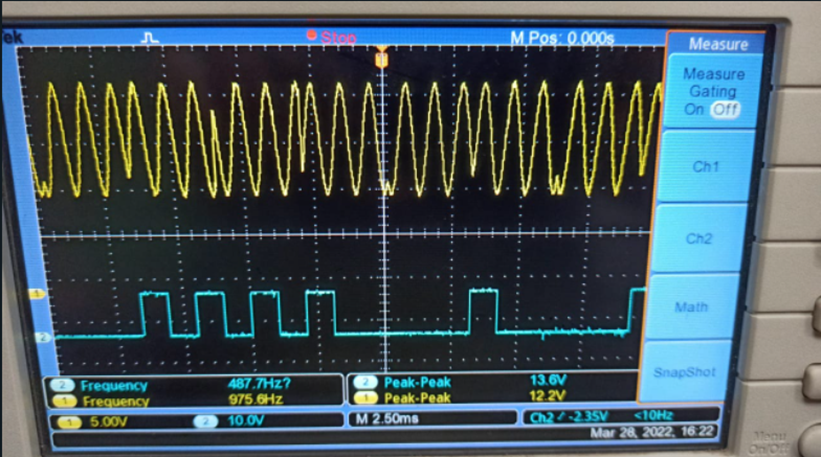 ek Stop M Pos: 0.000s
Measure
Measure
Gating
On Off
Ch1
Ch2
Math
SnapShot
1
2
2 Frequency 487.7Hz? 2 Peak-Peak 13.6V
1 Frequency 975.6Hz 1 Peak-Peak 12.2V
1 5.00V 2 10.0V M 2.50ms Ch2 -2.35V <10Hz
Mar 28, 2022, 16:22
Menu
On/Off